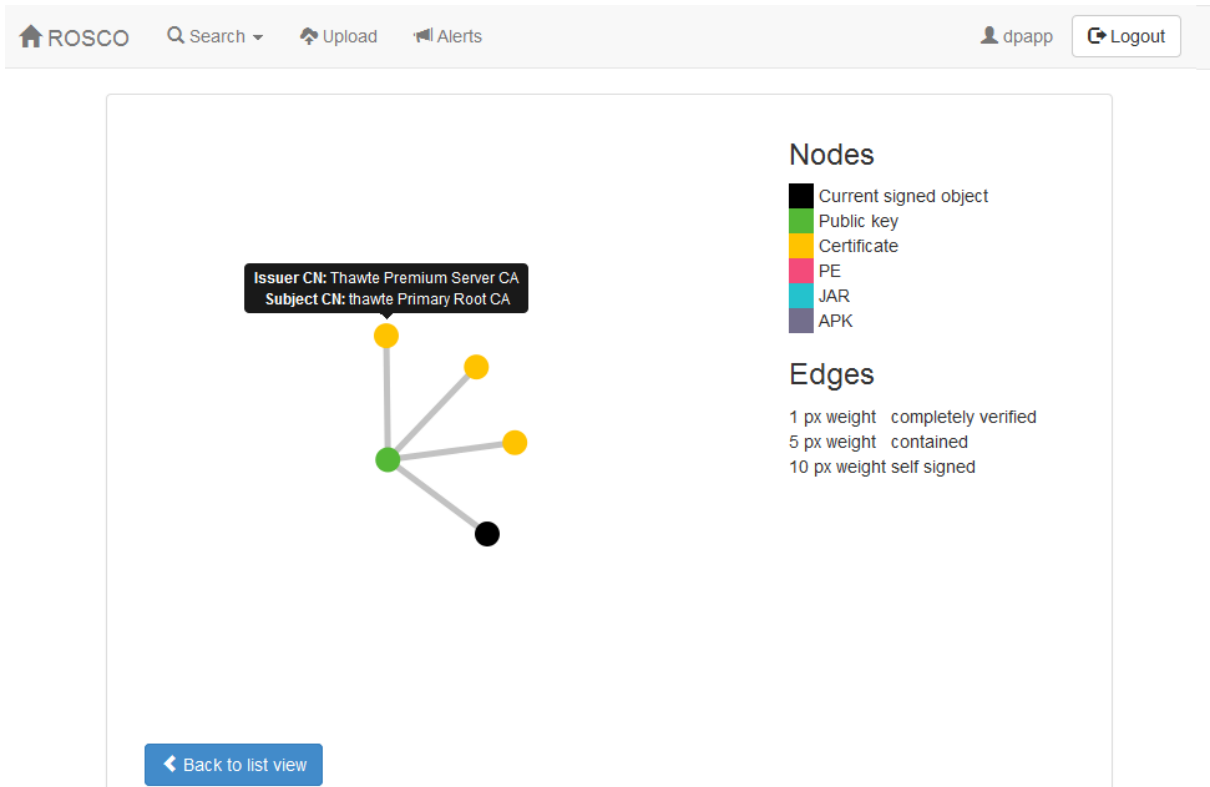 ROSCO Search Upload Alerts dpapp Logout
Nodes
Current signed object
Public key
Certificate
PE
JAR
APK
Issuer CN: Thawte Premium Server CA
Subject CN: thawte Primary Root CA
Edges
1 px weight completely verified
5 px weight contained
10 px weight self signed
Back to list view